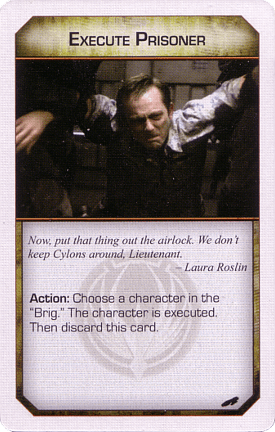 EXECUTE PRISONER
Now, put that thing out the airlock. We don't
keep Cylons around, Lieutenant.
– Laura Roslin
Action: Choose a character in the
"Brig." The character is executed.
Then discard this card.